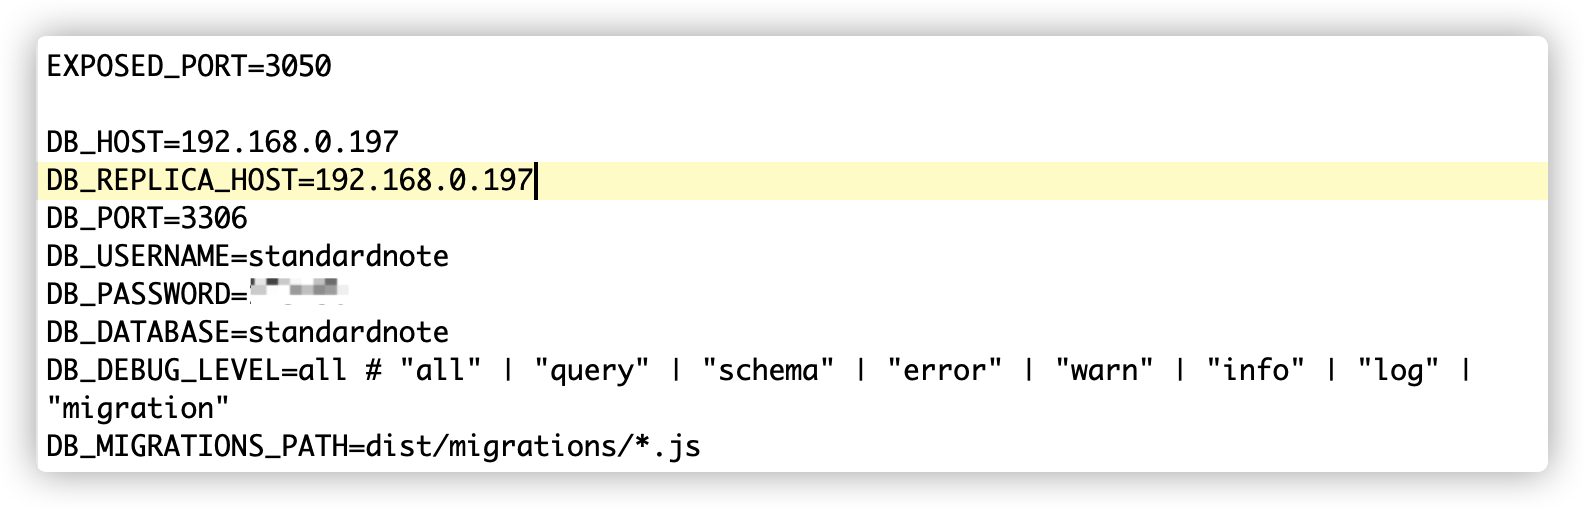 EXPOSED_PORT=3050
DB_HOST=192.168.0.197
DB_REPLICA_HOST=192.168.0.197
DB_PORT=3306
DB_USERNAME=standardnote
DB_PASSWORD=
DB_DATABASE=standardnote
DB_DEBUG_LEVEL=all # "all" | "query" | "schema" | "error" | "warn" | "info" | "log" |
"migration"
DB_MIGRATIONS_PATH=dist/migrations/*.js